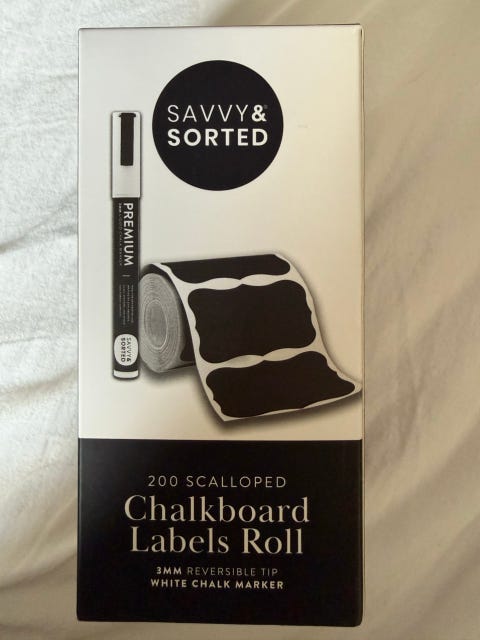 SAVVY&
SORTED
PREMIUM
SAVVY&
SORTED
200 SCALLOPED
Chalkboard
Labels Roll
3MM REVERSIBLE TIP
WHITE CHALK MARKER